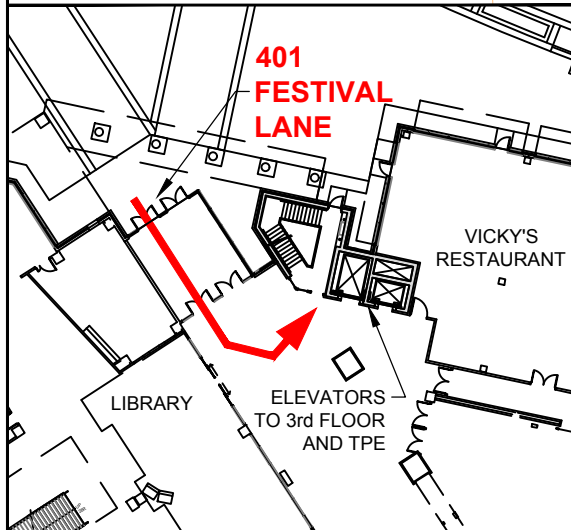 401
FESTIVAL
LANE
VICKY'S
RESTAURANT
LIBRARY
ELEVATORS
TO 3rd FLOOR
AND TPE